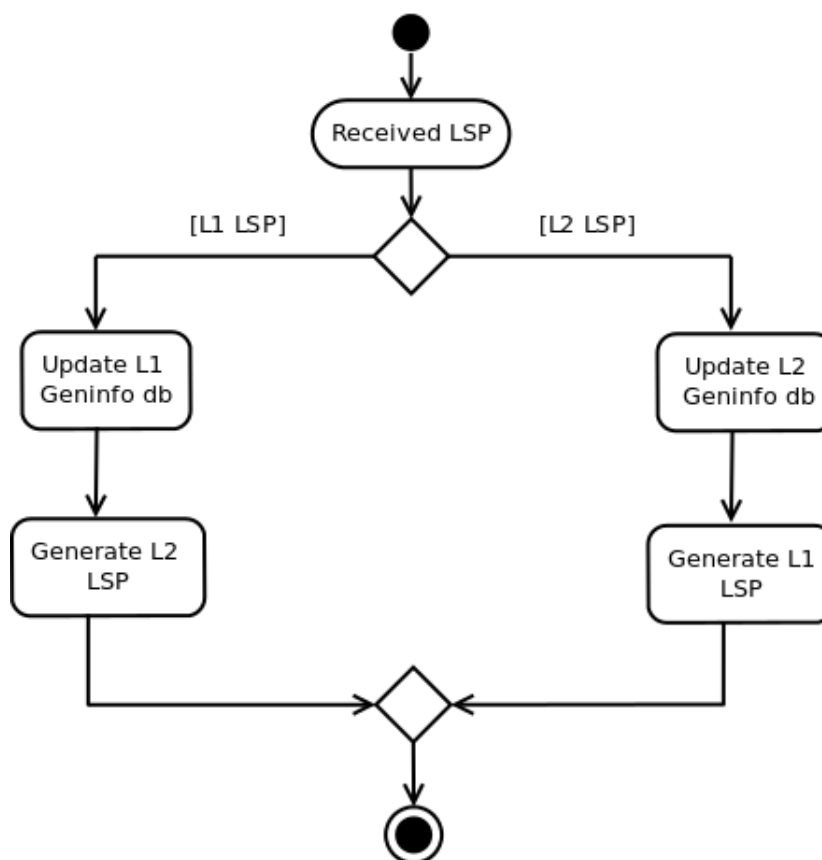 Received LSP
[L1 LSP]
[L2 LSP]
Update L1
Geninfo db
Update L2
Geninfo db
Generate L2
LSP
Generate L1
LSP